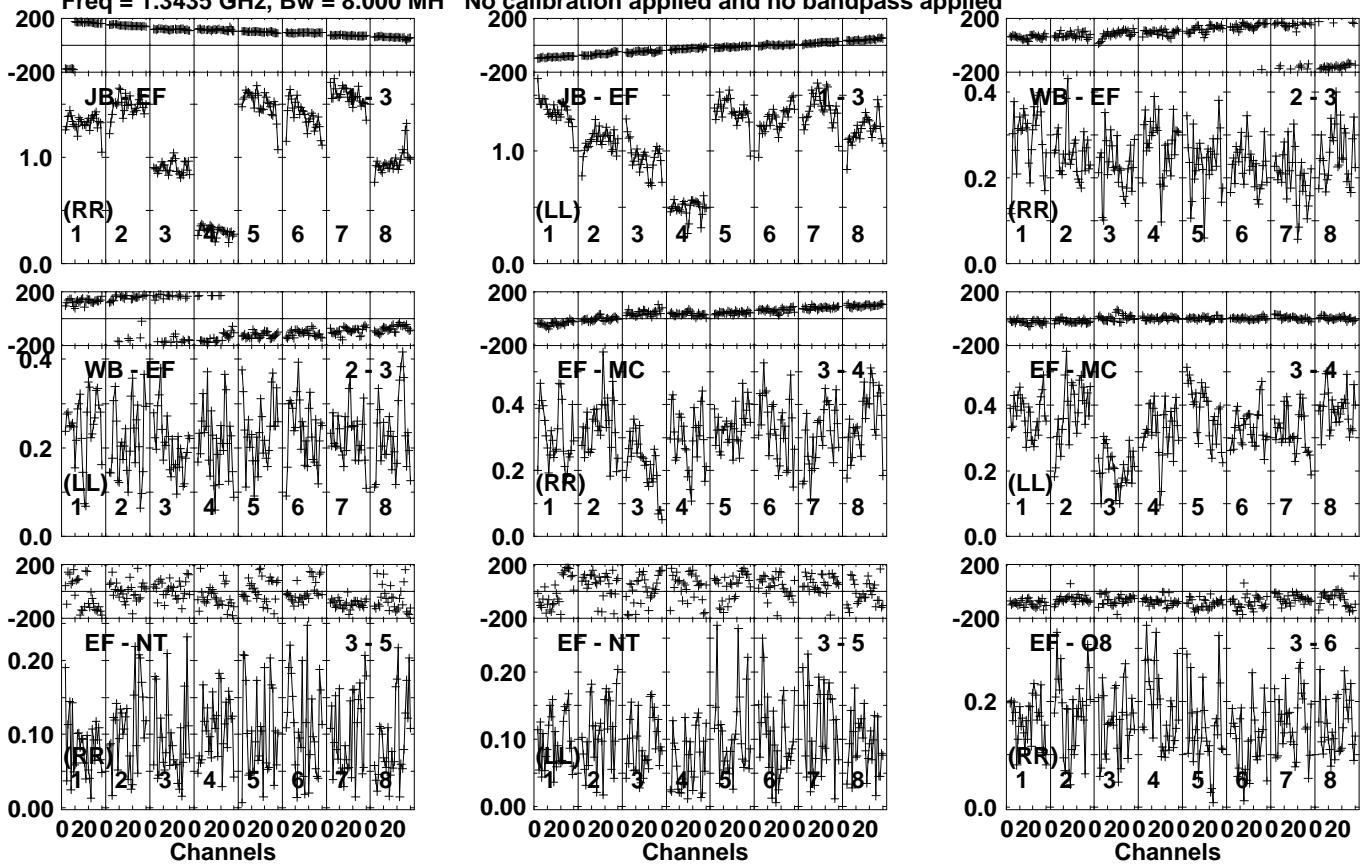 Freq = 1.3435 GHz, Bw = 8.000 MH No calibration applied and no bandpass applied
200
-200
JB - EF 1 - 3
1.0
(RR)
1 2 3 4 5 6 7 8
0.0
200
-200
JB - EF 1 - 3
1.0
(LL)
1 2 3 4 5 6 7 8
0.0
200
-200
0.4
WB - EF 2 - 3
0.2
(RR)
1 2 3 4 5 6 7 8
0.0
200
-200
0.4
WB - EF 2 - 3
0.2
(LL)
1 2 3 4 5 6 7 8
0.0
200
-200
EF - MC 3 - 4
0.4
0.2
(RR)
1 2 3 4 5 6 7 8
0.0
200
-200
EF - MC 3 - 4
0.4
0.2
(LL)
1 2 3 4 5 6 7 8
0.0
200
-200
EF - NT 3 - 5
0.20
0.10
(RR)
1 2 3 4 5 6 7 8
0.00
0 20 0 20 0 20 0 20 0 20 0 20 0 20 0 20
Channels
200
-200
EF - NT 3 - 5
0.20
0.10
(LL)
1 2 3 4 5 6 7 8
0.00
0 20 0 20 0 20 0 20 0 20 0 20 0 20 0 20
Channels
200
-200
EF - O8 3 - 6
0.2
(RR)
1 2 3 4 5 6 7 8
0.0
0 20 0 20 0 20 0 20 0 20 0 20 0 20 0 20
Channels